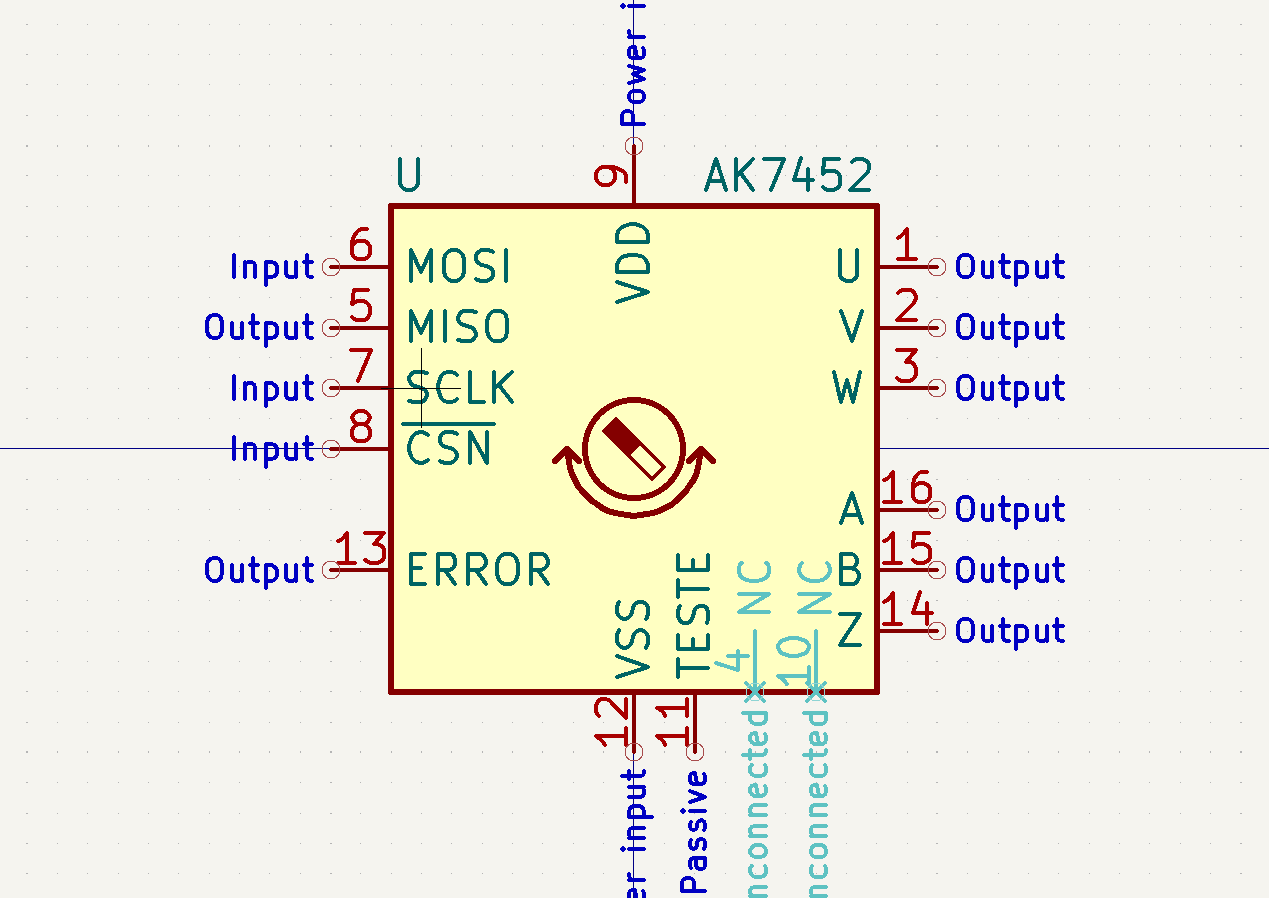 Power i
9
U
AK7452
VDD
Input 6 MOSI
U 1 Output
Output 5 MISO
V 2 Output
Input 7 SCLK
W 3 Output
Input 8 CSN
A 16 Output
Output 13 ERROR
B 15 Output
Z 14 Output
VSS
TESTE
NC
NC
12
11
4
10
er input
Passive
nconnected
nconnected